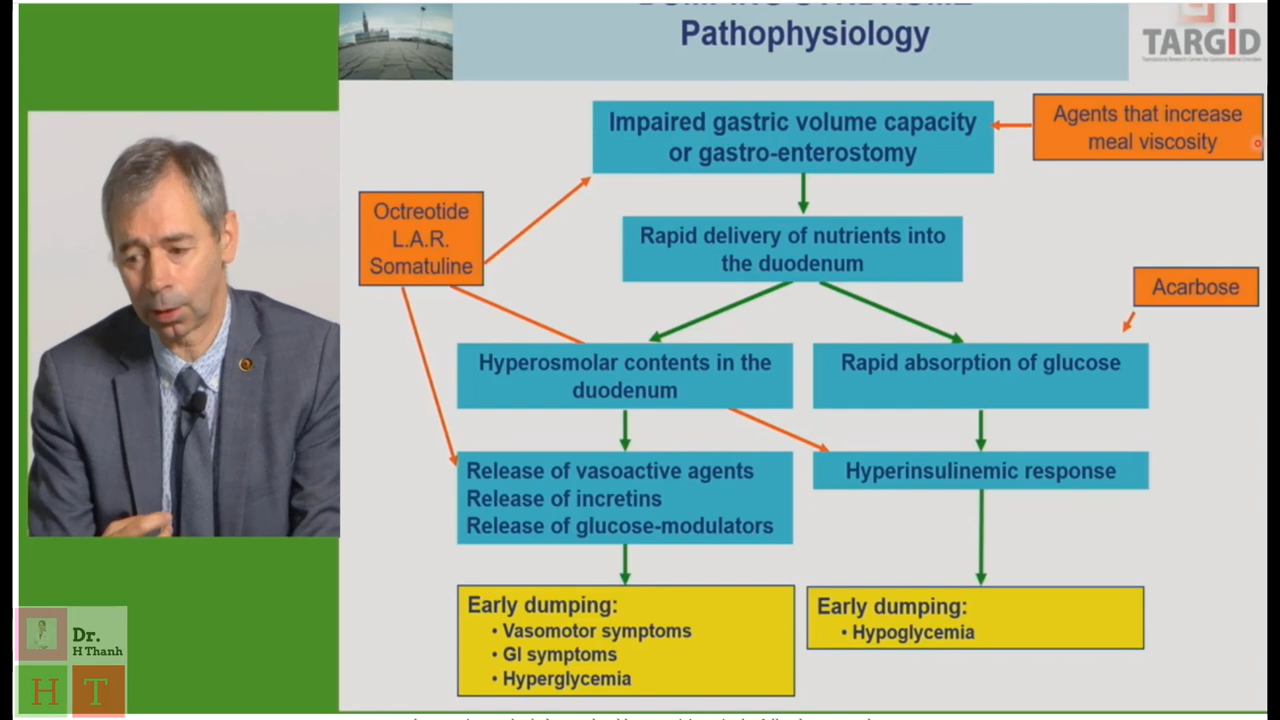 DUMPING SYNDROME
Pathophysiology
TARGID
Impaired gastric volume capacity
or gastro-enterostomy
Agents that increase
meal viscosity
Octreotide
L.A.R.
Somatuline
Rapid delivery of nutrients into
the duodenum
Acarbose
Hyperosmolar contents in the
duodenum
Rapid absorption of glucose
Release of vasoactive agents
Release of incretins
Release of glucose-modulators
Hyperinsulinemic response
Early dumping:
• Vasomotor symptoms
• GI symptoms
• Hyperglycemia
Early dumping:
• Hypoglycemia
Dr.
H Thanh
H T